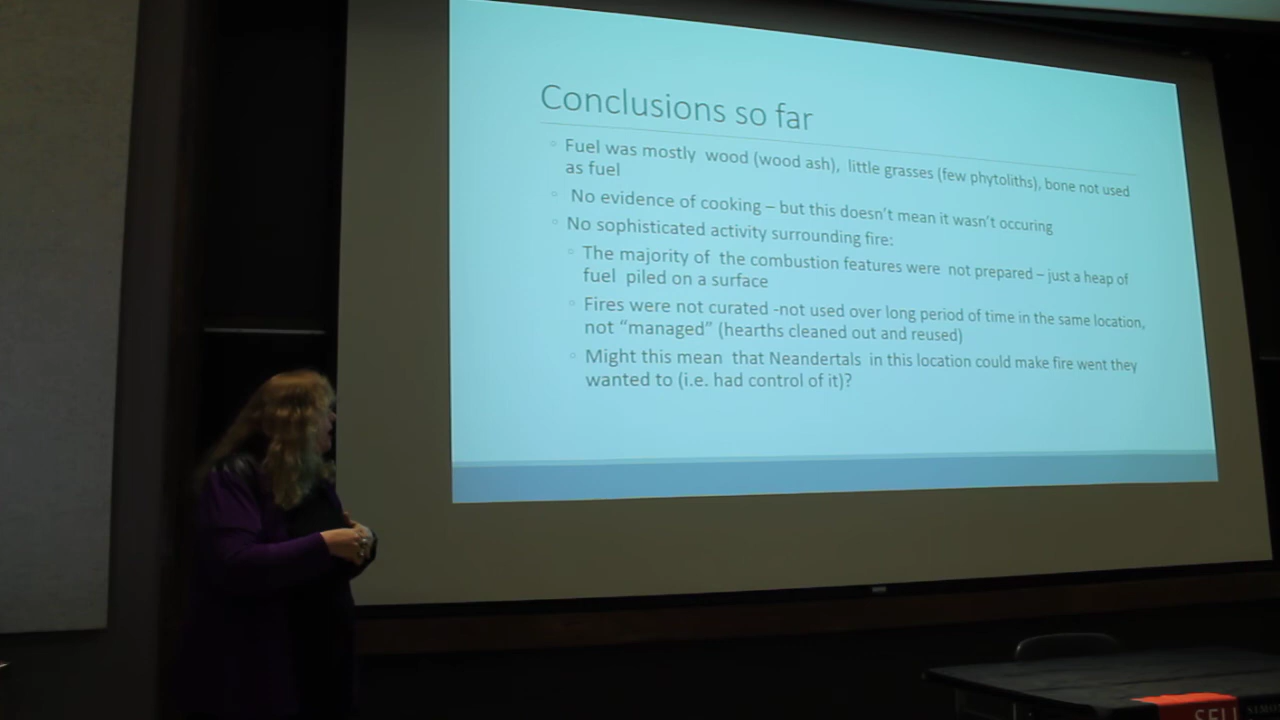 Conclusions so far
Fuel was mostly wood (wood ash), little grasses (few phytoliths), bone not used
as fuel
No evidence of cooking – but this doesn't mean it wasn't occuring
No sophisticated activity surrounding fire:
The majority of the combustion features were not prepared – just a heap of
fuel piled on a surface
Fires were not curated -not used over long period of time in the same location,
not “managed” (hearths cleaned out and reused)
Might this mean that Neandertals in this location could make fire went they
wanted to (i.e. had control of it)?